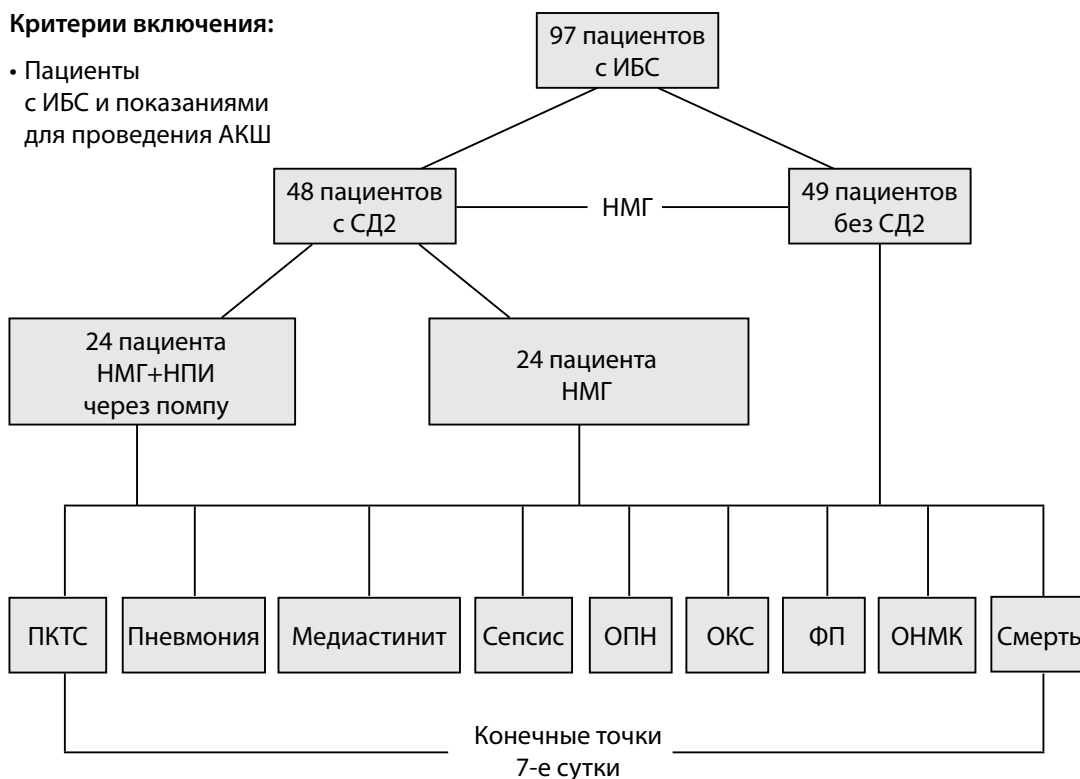 Критерии включения:
• Пациенты
с ИБС и показаниями
для проведения АКШ
97 пациентов
с ИБС
48 пациентов
с СД2
НМГ
49 пациентов
без СД2
24 пациента
НМГ+НПИ
через помпу
24 пациента
НМГ
ПКТС
Пневмония
Медиастинит
Сепсис
ОПН
ОКС
ФП
ОНМК
Смерть
Конечные точки
7-е сутки